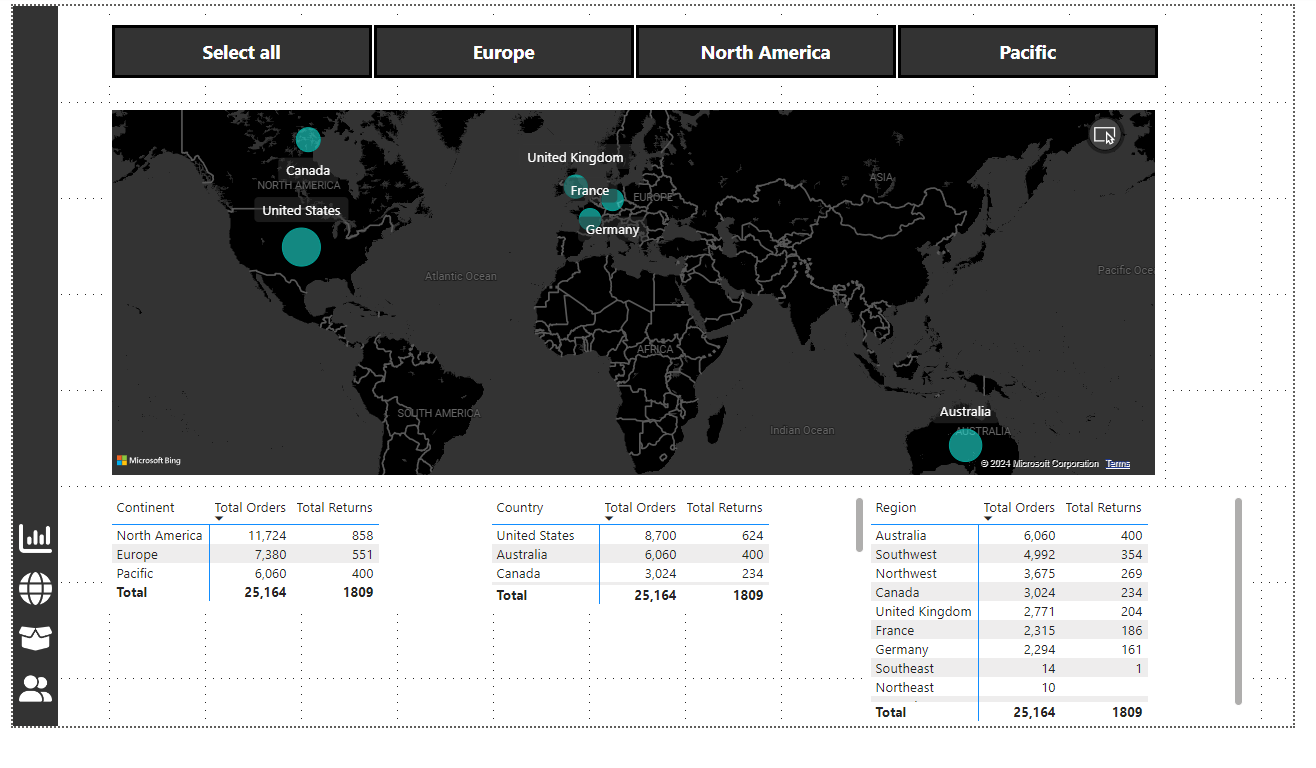 Select all
Europe
North America
Pacific
Canada
NORTH AMERICA
United States
United Kingdom
France
EUROPE
Germany
ASIA
Atlantic Ocean
Pacific Ocea
AFRICA
SOUTH AMERICA
Indian Ocean
Australia
AUSTRALIA
Microsoft Bing
© 2024 Microsoft Corporation Terms
Continent Total Orders Total Returns
North America 11,724 858
Europe 7,380 551
Pacific 6,060 400
Total 25,164 1809
Country Total Orders Total Returns
United States 8,700 624
Australia 6,060 400
Canada 3,024 234
Total 25,164 1809
Region Total Orders Total Returns
Australia 6,060 400
Southwest 4,992 354
Northwest 3,675 269
Canada 3,024 234
United Kingdom 2,771 204
France 2,315 186
Germany 2,294 161
Southeast 14 1
Northeast 10
Total 25,164 1809